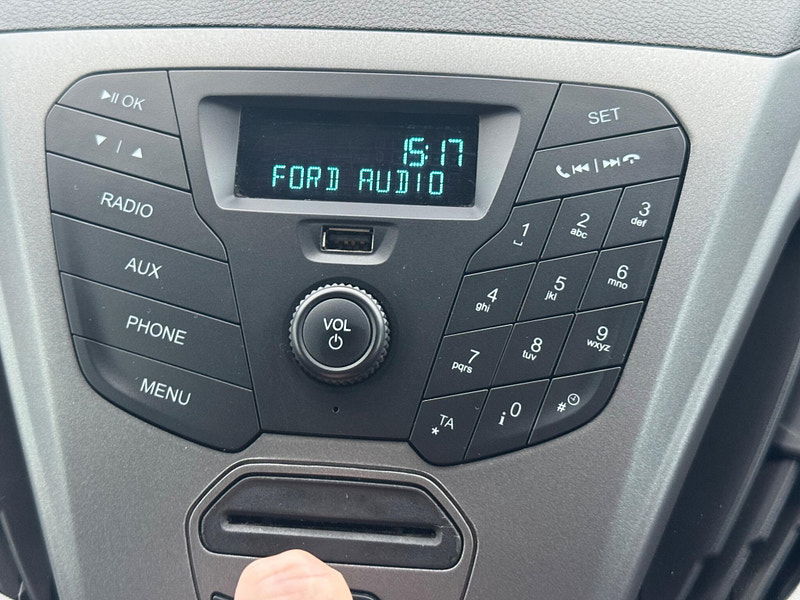 OK
SET
15:17
FORD AUDIO
RADIO
AUX
PHONE
MENU
VOL
1
2
abc
3
def
4
ghi
5
jkl
6
mno
7
pqrs
8
tuv
9
wxyz
* TA
i 0
#